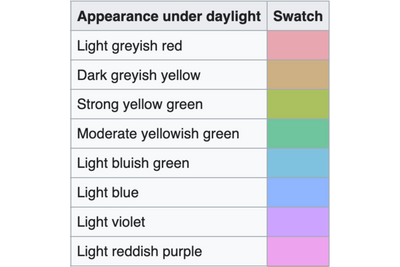 Appearance under daylight Swatch
Light greyish red
Dark greyish yellow
Strong yellow green
Moderate yellowish green
Light bluish green
Light blue
Light violet
Light reddish purple